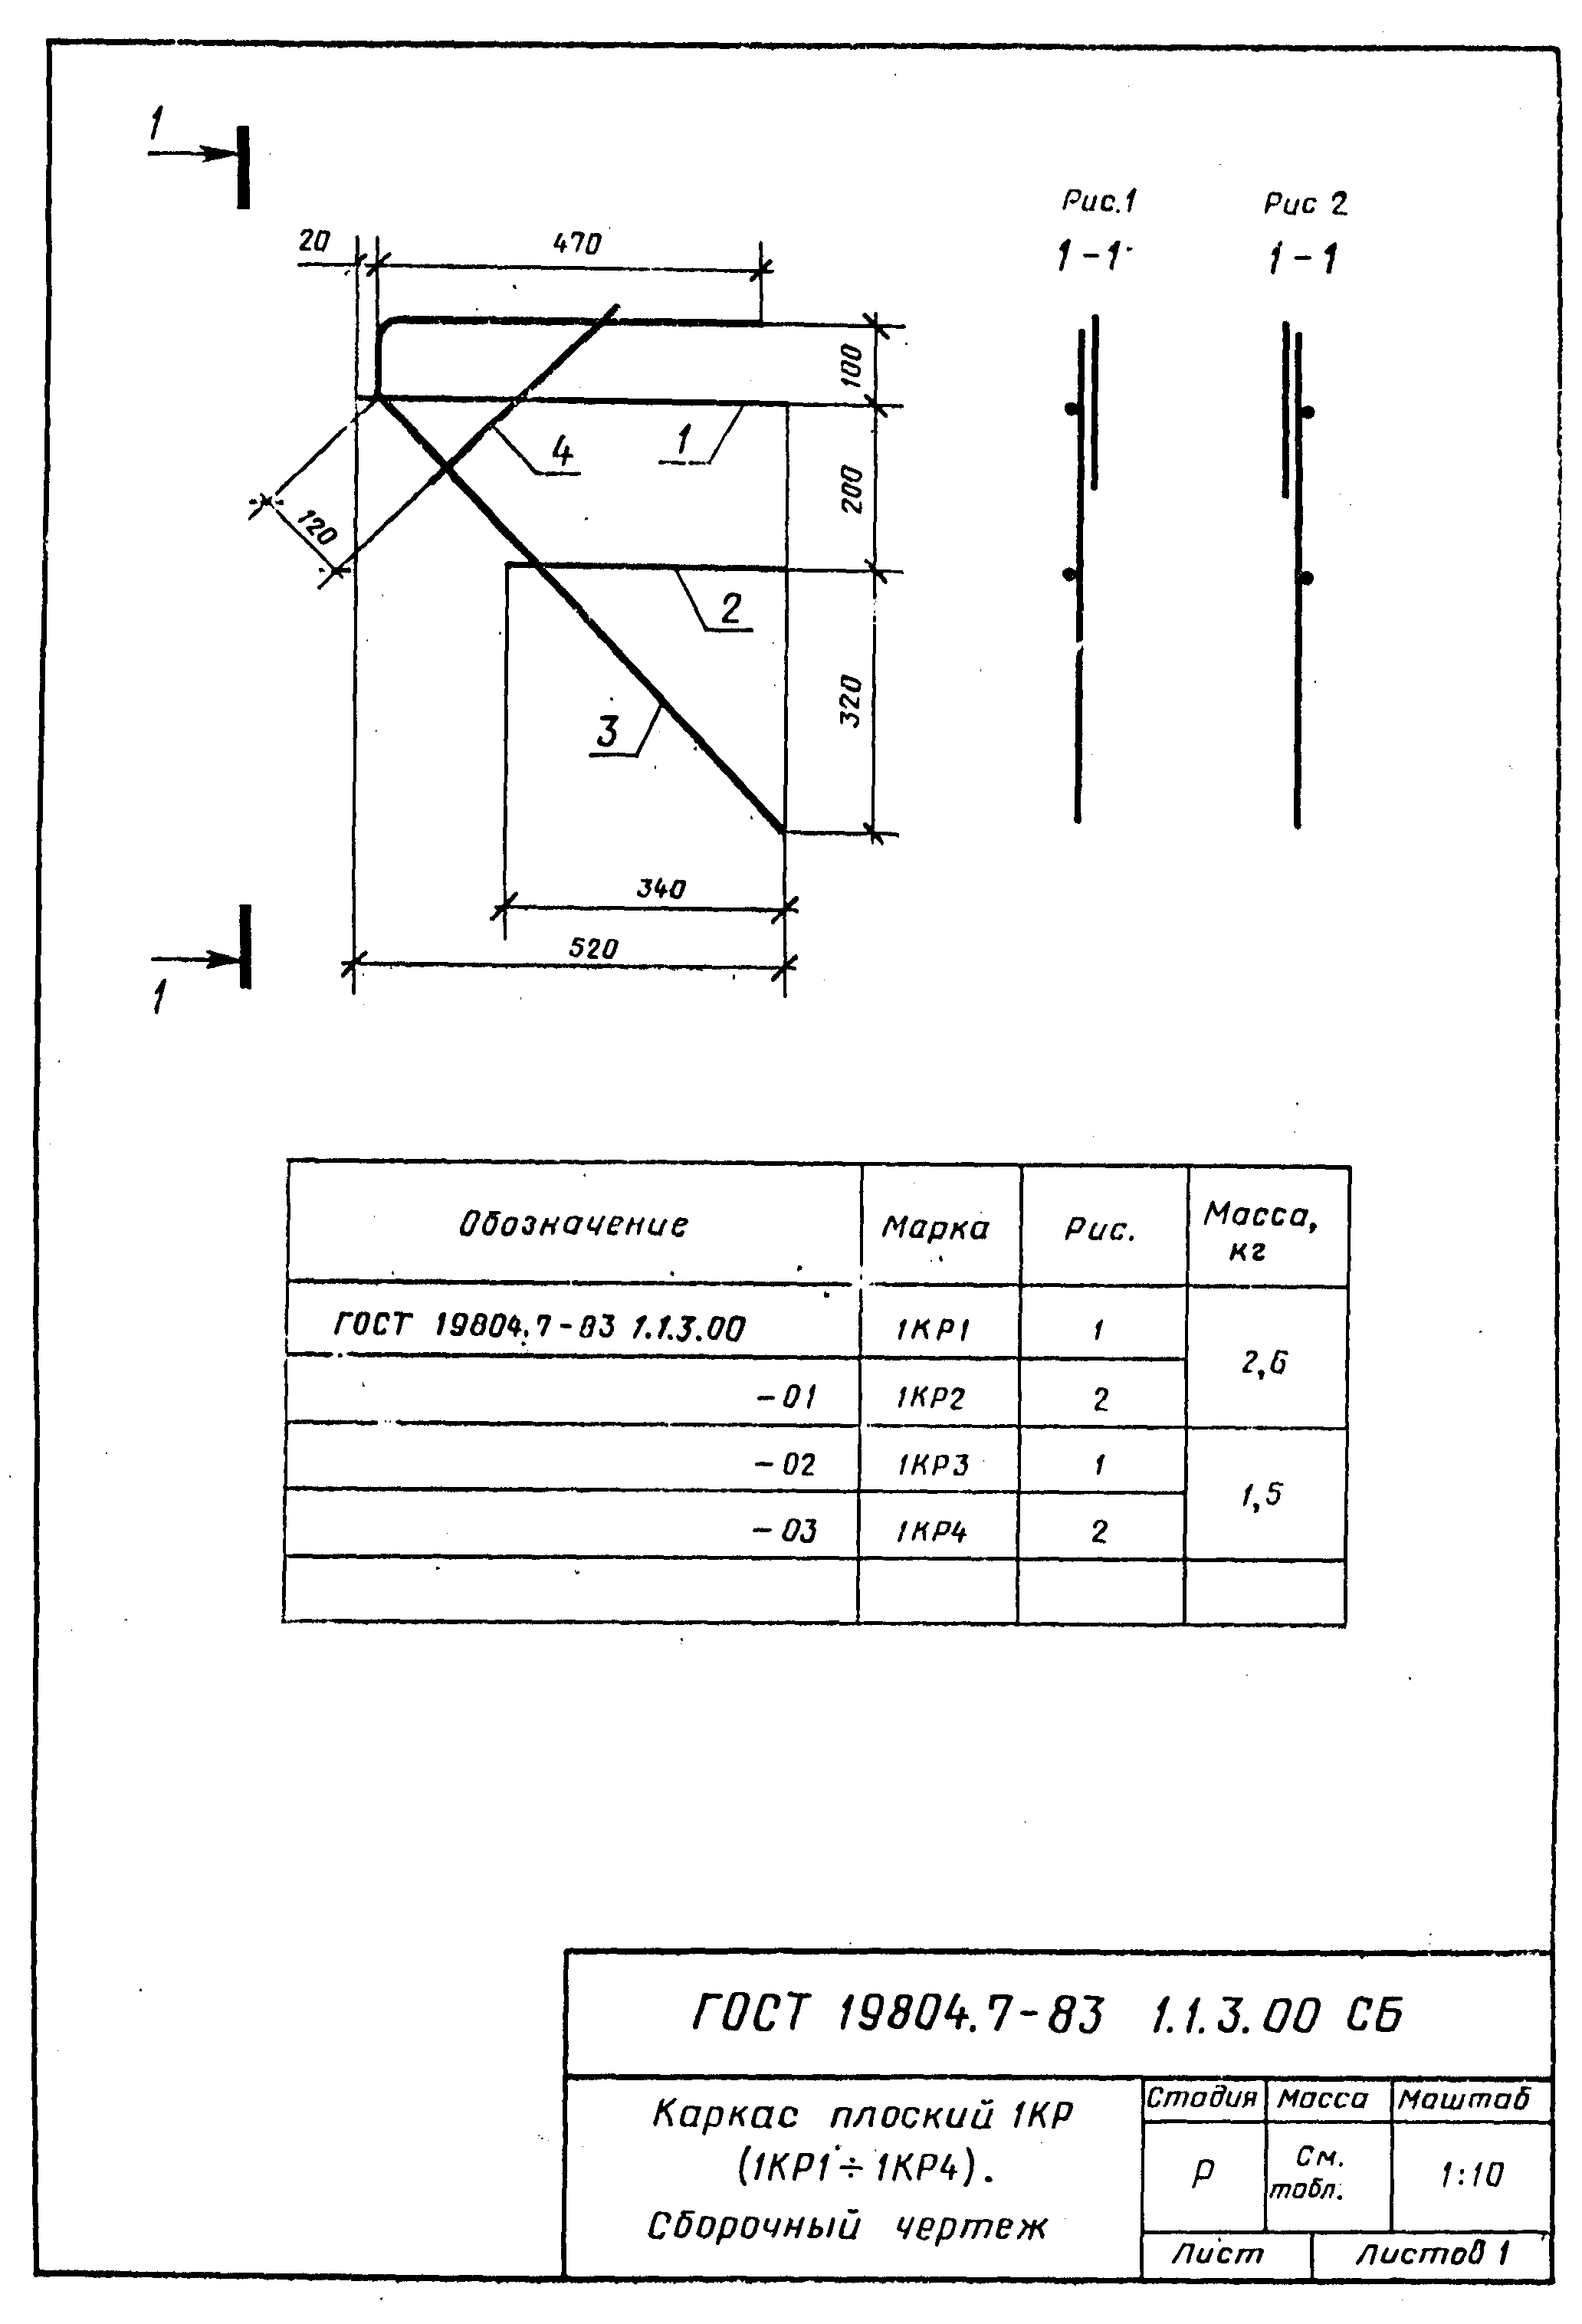 1
Рис.1
Рис 2
20
470
1-1
1-1
100
1
4
200
120
2
320
3
340
520
1
Обозначение Марка Рис. Масса, кг
ГОСТ 19804.7-83 1.1.3.00 1КР1 1 2,6
-01 1КР2 2
-02 1КР3 1 1,5
-03 1КР4 2
ГОСТ 19804.7-83 1.1.3.00 СБ
Каркас плоский 1КР
(1КР1÷1КР4).
Сборочный чертеж
Стадия Масса Маштаб
Р См. табл. 1:10
Лист Листов 1